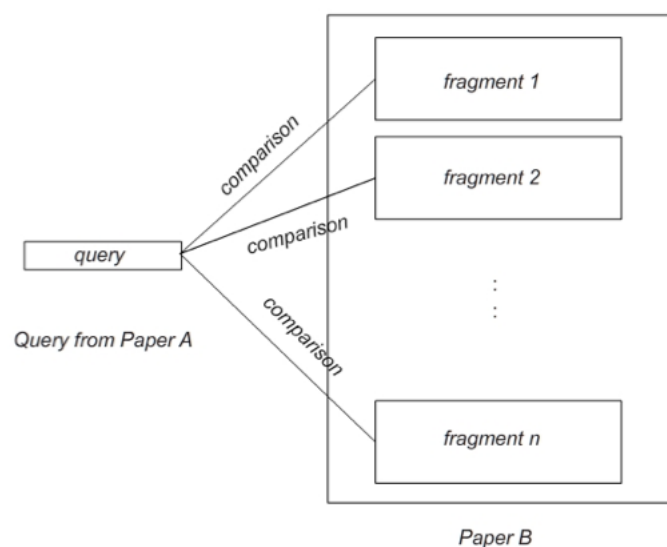 fragment 1
comparison
fragment 2
comparison
query
:
:
comparison
Query from Paper A
fragment n
Paper B